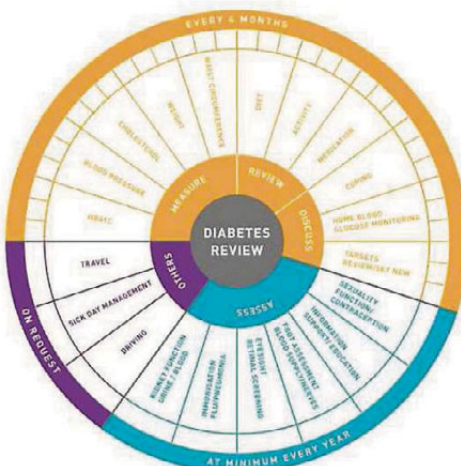 EVERY 6 MONTHS
HBA1C
BLOOD PRESSURE
CHOLESTEROL
WEIGHT
WAIST CIRCUMFERENCE
DIET
ACTIVITY
MEDICATION
COPING
HOME BLOOD
GLUCOSE MONITORING
TARGETS
REVIEW/SET NEW
MEASURE
REVIEW
DISCUSS
DIABETES
REVIEW
OTHERS
ASSESS
TRAVEL
SICK DAY MANAGEMENT
DRIVING
ON REQUEST
SEXUALITY
FUNCTION/
CONTRACEPTION
INFORMATION
SUPPORT/ EDUCATION
FOOT ASSESSMENT
BLOOD SUPPLY/NERVES
EYESIGHT
RETINAL SCREENING
IMMUNISATION
FLU/PNEUMONIA
KIDNEY FUNCTION
URINE / BLOOD
AT MINIMUM EVERY YEAR